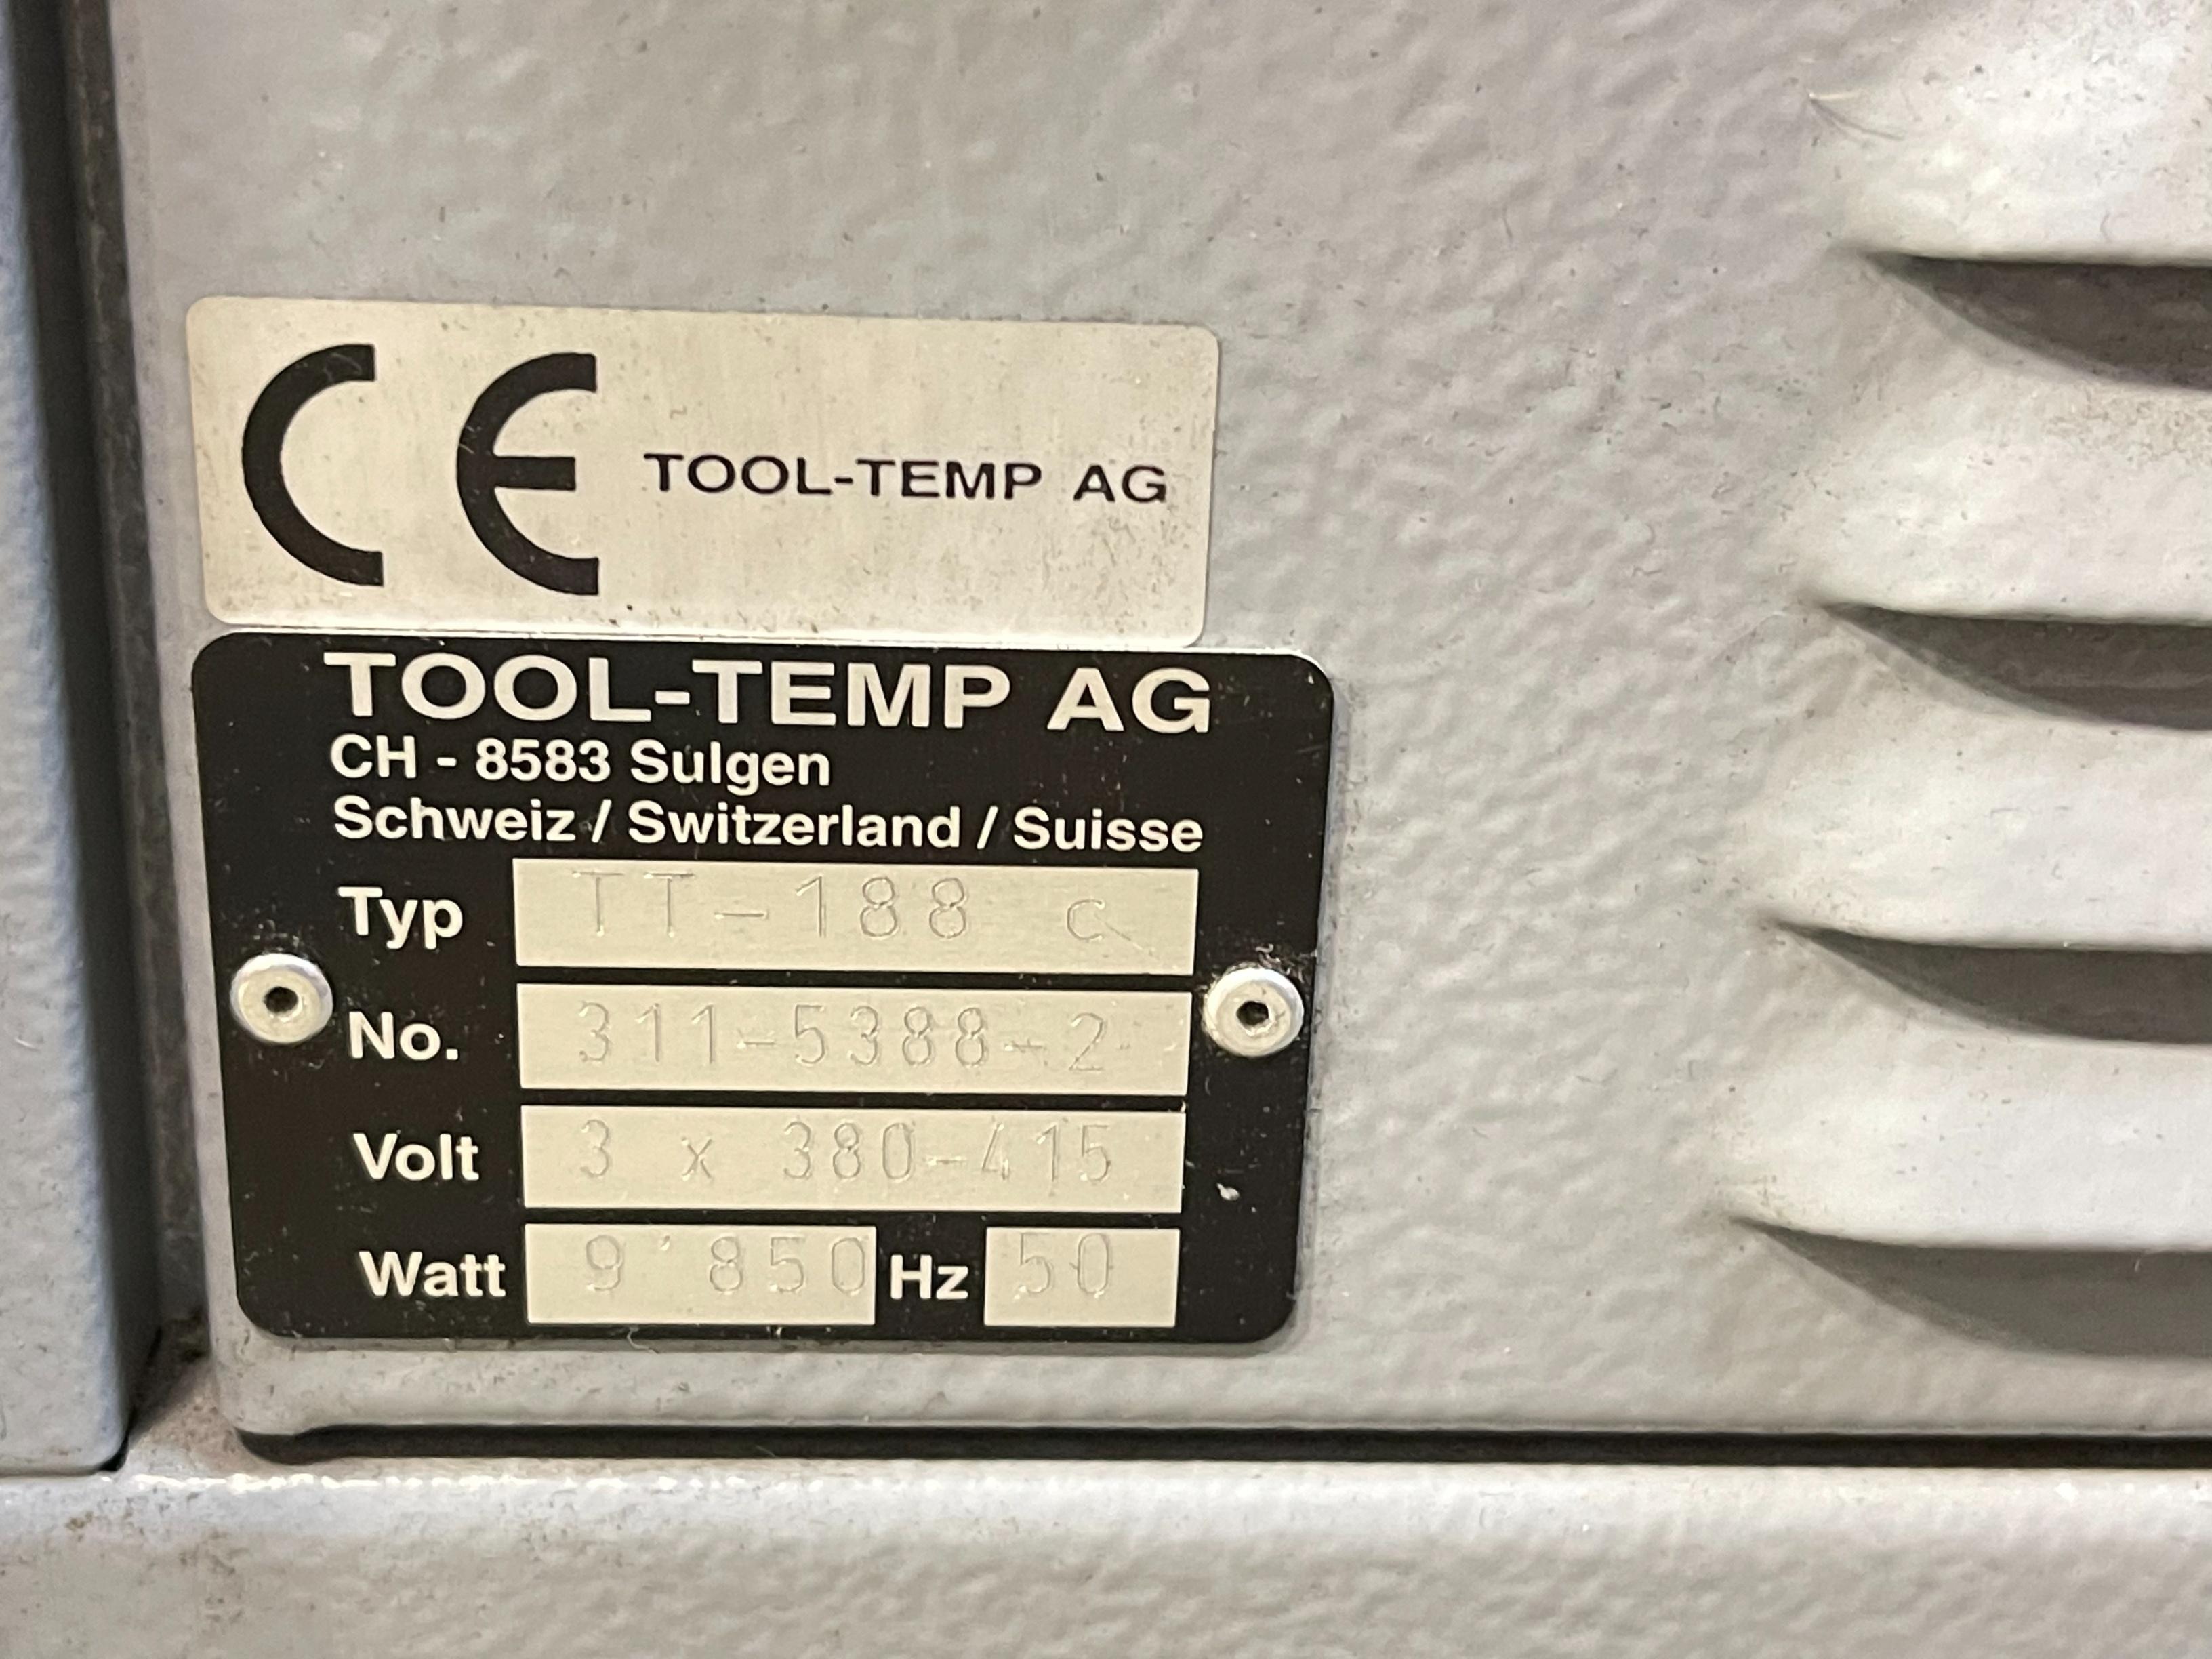 CE TOOL-TEMP AG
TOOL-TEMP AG
CH - 8583 Sulgen
Schweiz / Switzerland / Suisse
Typ TT-188 c
No. 311-5388-2
Volt 3 x 380-415
Watt 9'850 Hz 50